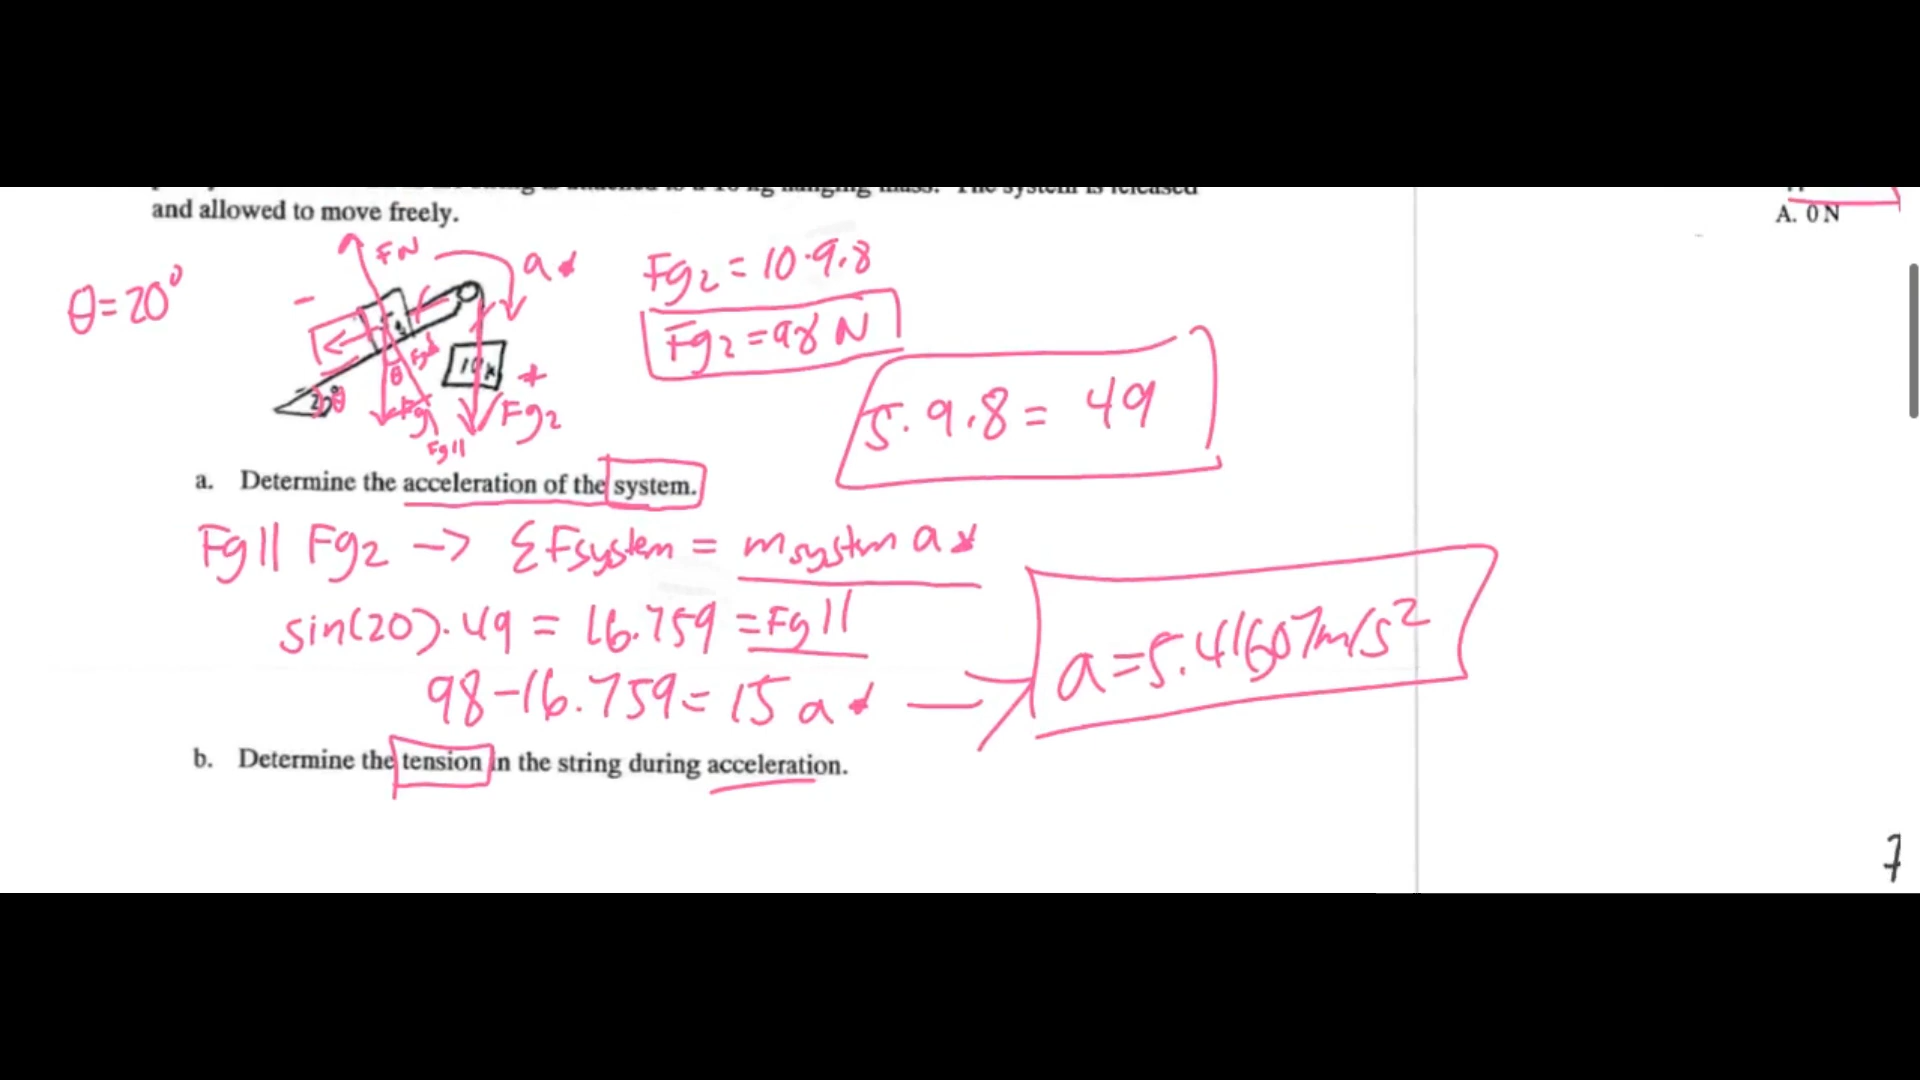 and allowed to move freely.
A. 0 N
θ=20°
FN
a
Fg2 = 10·9.8
Fg2 = 98 N
-
5·9.8 = 49
θ
10
+
20
Fg2
Fg||
a. Determine the acceleration of the system.
Fg|| Fg2 → ΣFsystem = msystem a
sin(20)·49 = 16.759 = Fg||
a=5.41607m/s²
98-16.759=15 a →
b. Determine the tension in the string during acceleration.
7